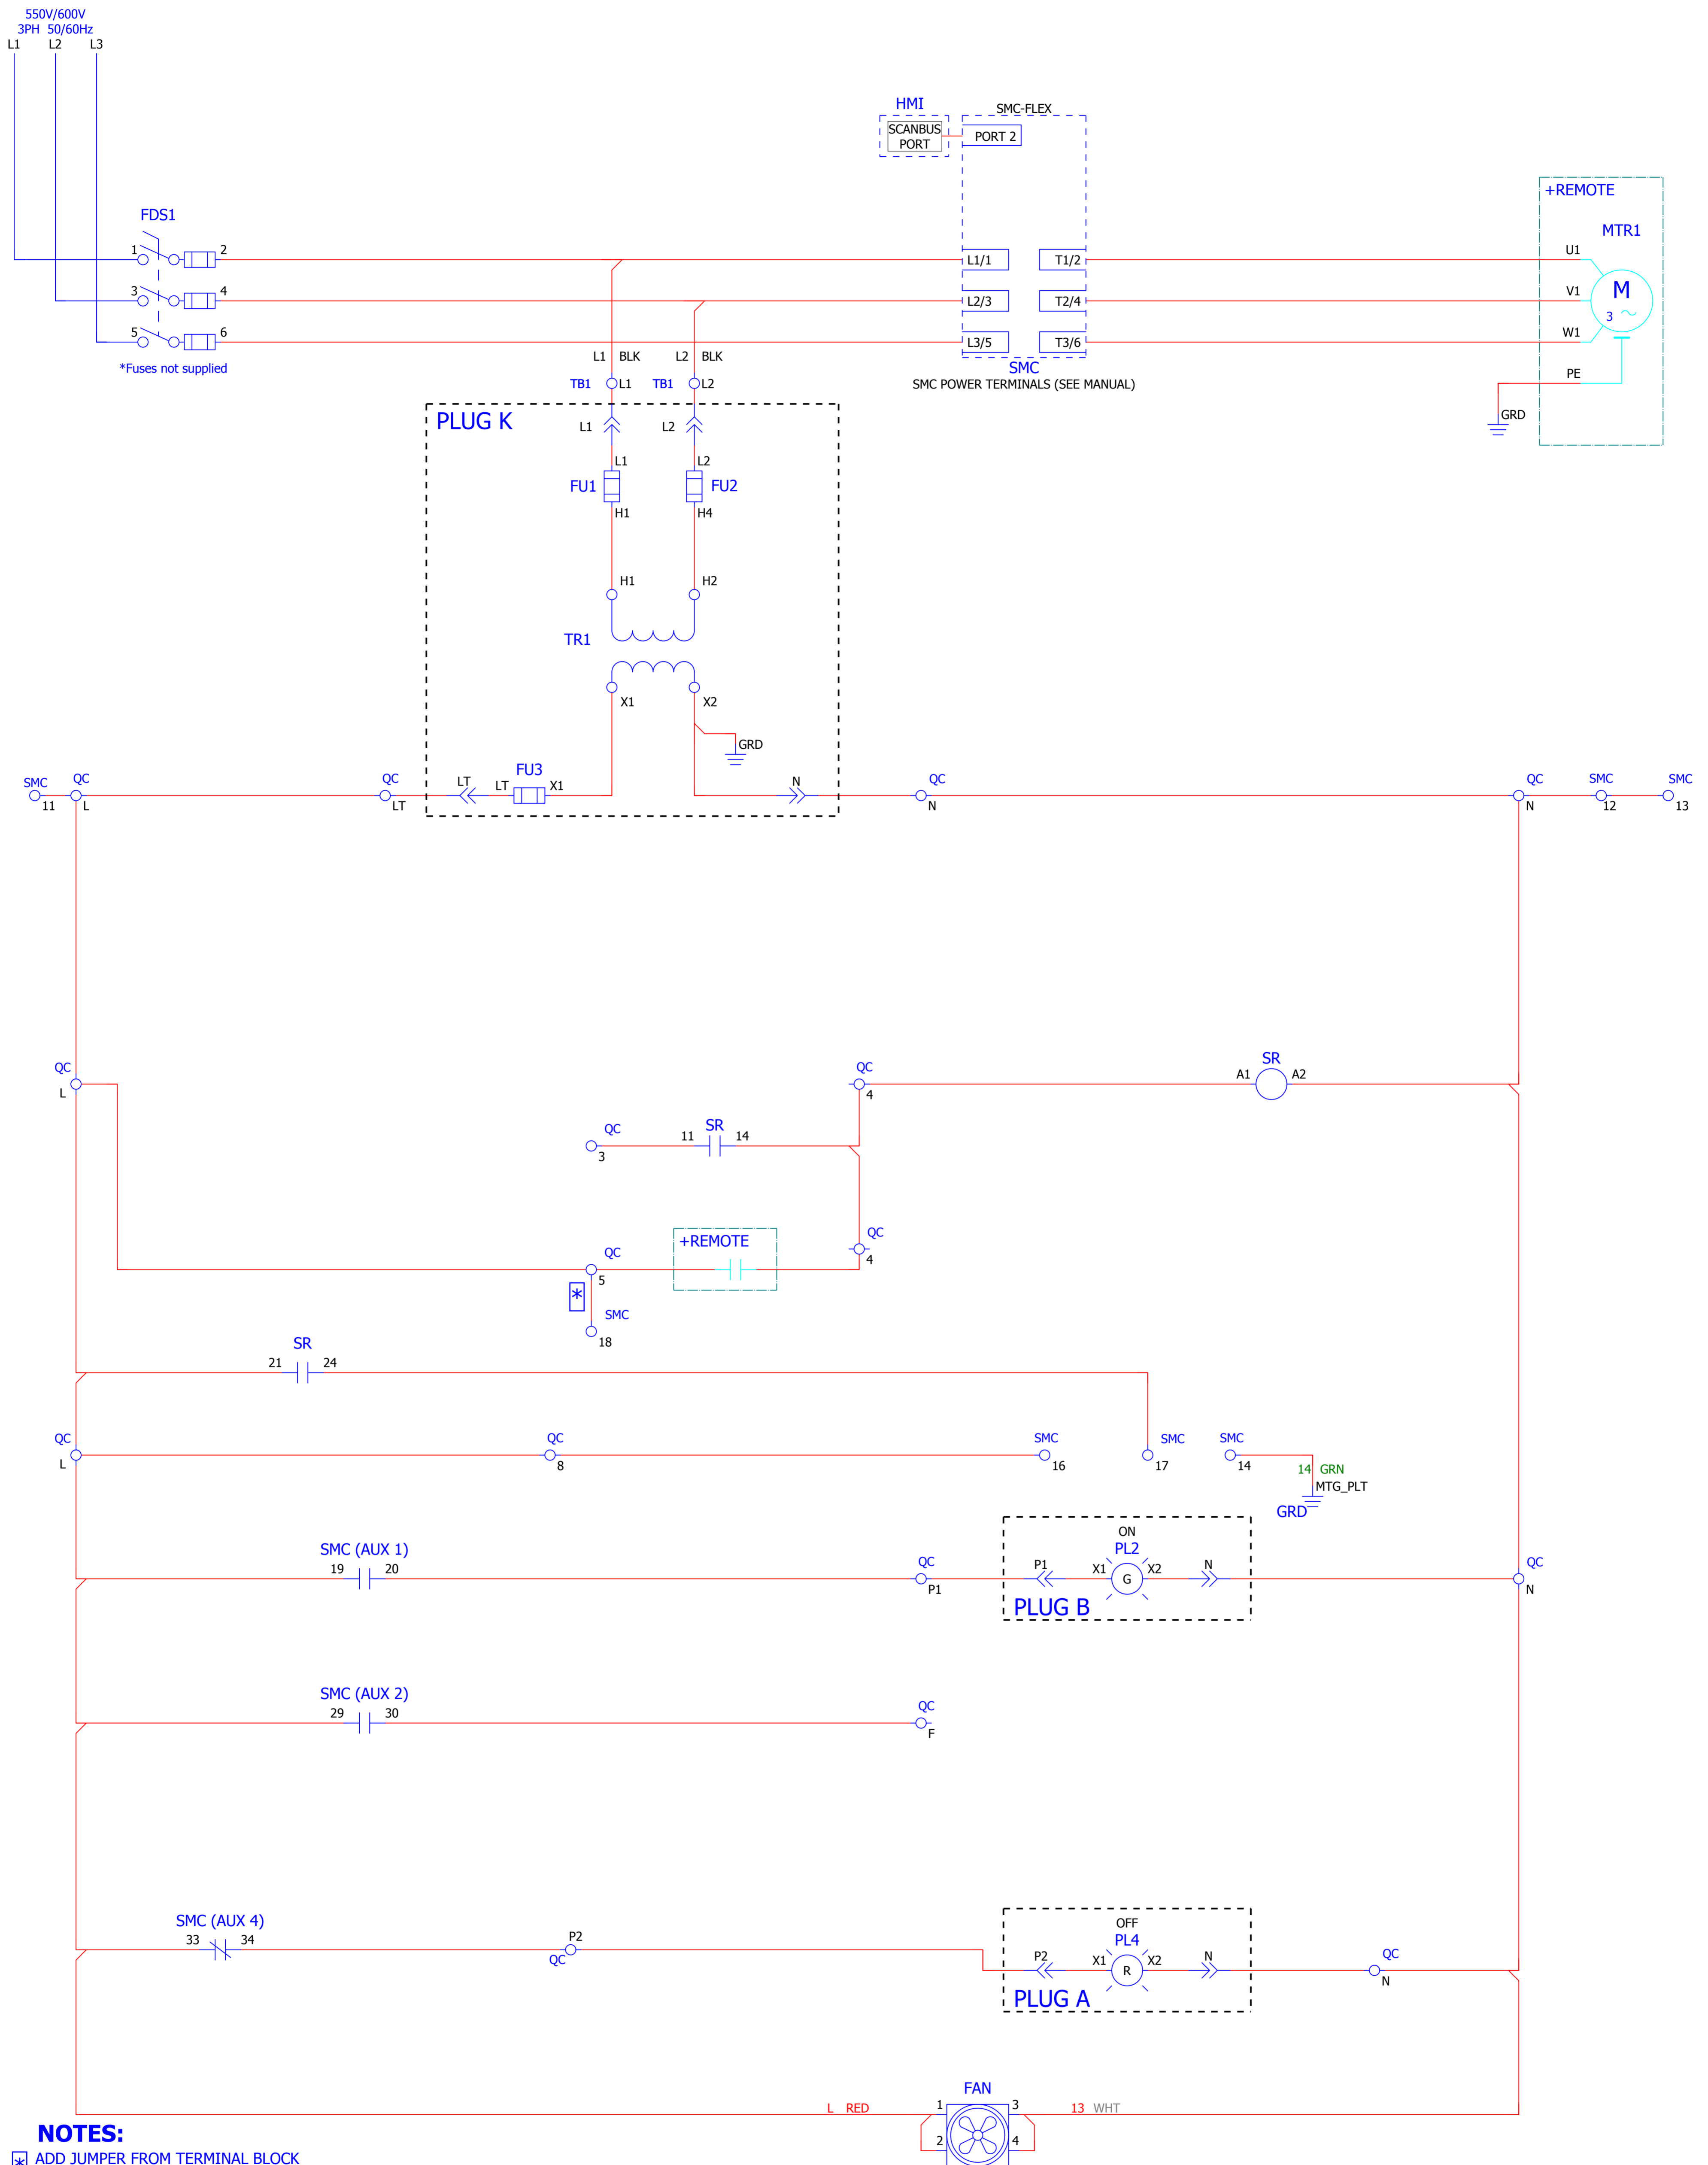 550V/600V
3PH 50/60Hz
L1 L2 L3
HMI
SMC-FLEX
SCANBUS
PORT
PORT 2
+REMOTE
FDS1
MTR1
1 2
L1/1 T1/2
U1
3 4
L2/3 T2/4
V1
M
3
5 6
L3/5 T3/6
W1
*Fuses not supplied
L1 BLK L2 BLK
SMC
SMC POWER TERMINALS (SEE MANUAL)
PE
TB1 L1 TB1 L2
GRD
PLUG K
L1 L2
L1 L2
FU1 FU2
H1 H4
H1 H2
TR1
X1 X2
GRD
SMC QC QC LT LT FU3 X1 N QC QC SMC SMC
11 L LT N N 12 13
QC QC SR
L 4 A1 A2
QC 11 SR 14
3
+REMOTE
QC QC
5 4
*
SMC
18
SR
21 24
QC QC SMC SMC SMC
L 8 16 17 14
14 GRN
MTG_PLT
GRD
ON
SMC (AUX 1)
PL2
19 20 QC P1 X1 G X2 N QC
P1 N
PLUG B
SMC (AUX 2)
29 30 QC
F
SMC (AUX 4)
OFF
33 34 P2
QC
PL4
P2 X1 R X2 N QC
N
PLUG A
FAN
L RED 1 3 13 WHT
2 4
NOTES:
* ADD JUMPER FROM TERMINAL BLOCK